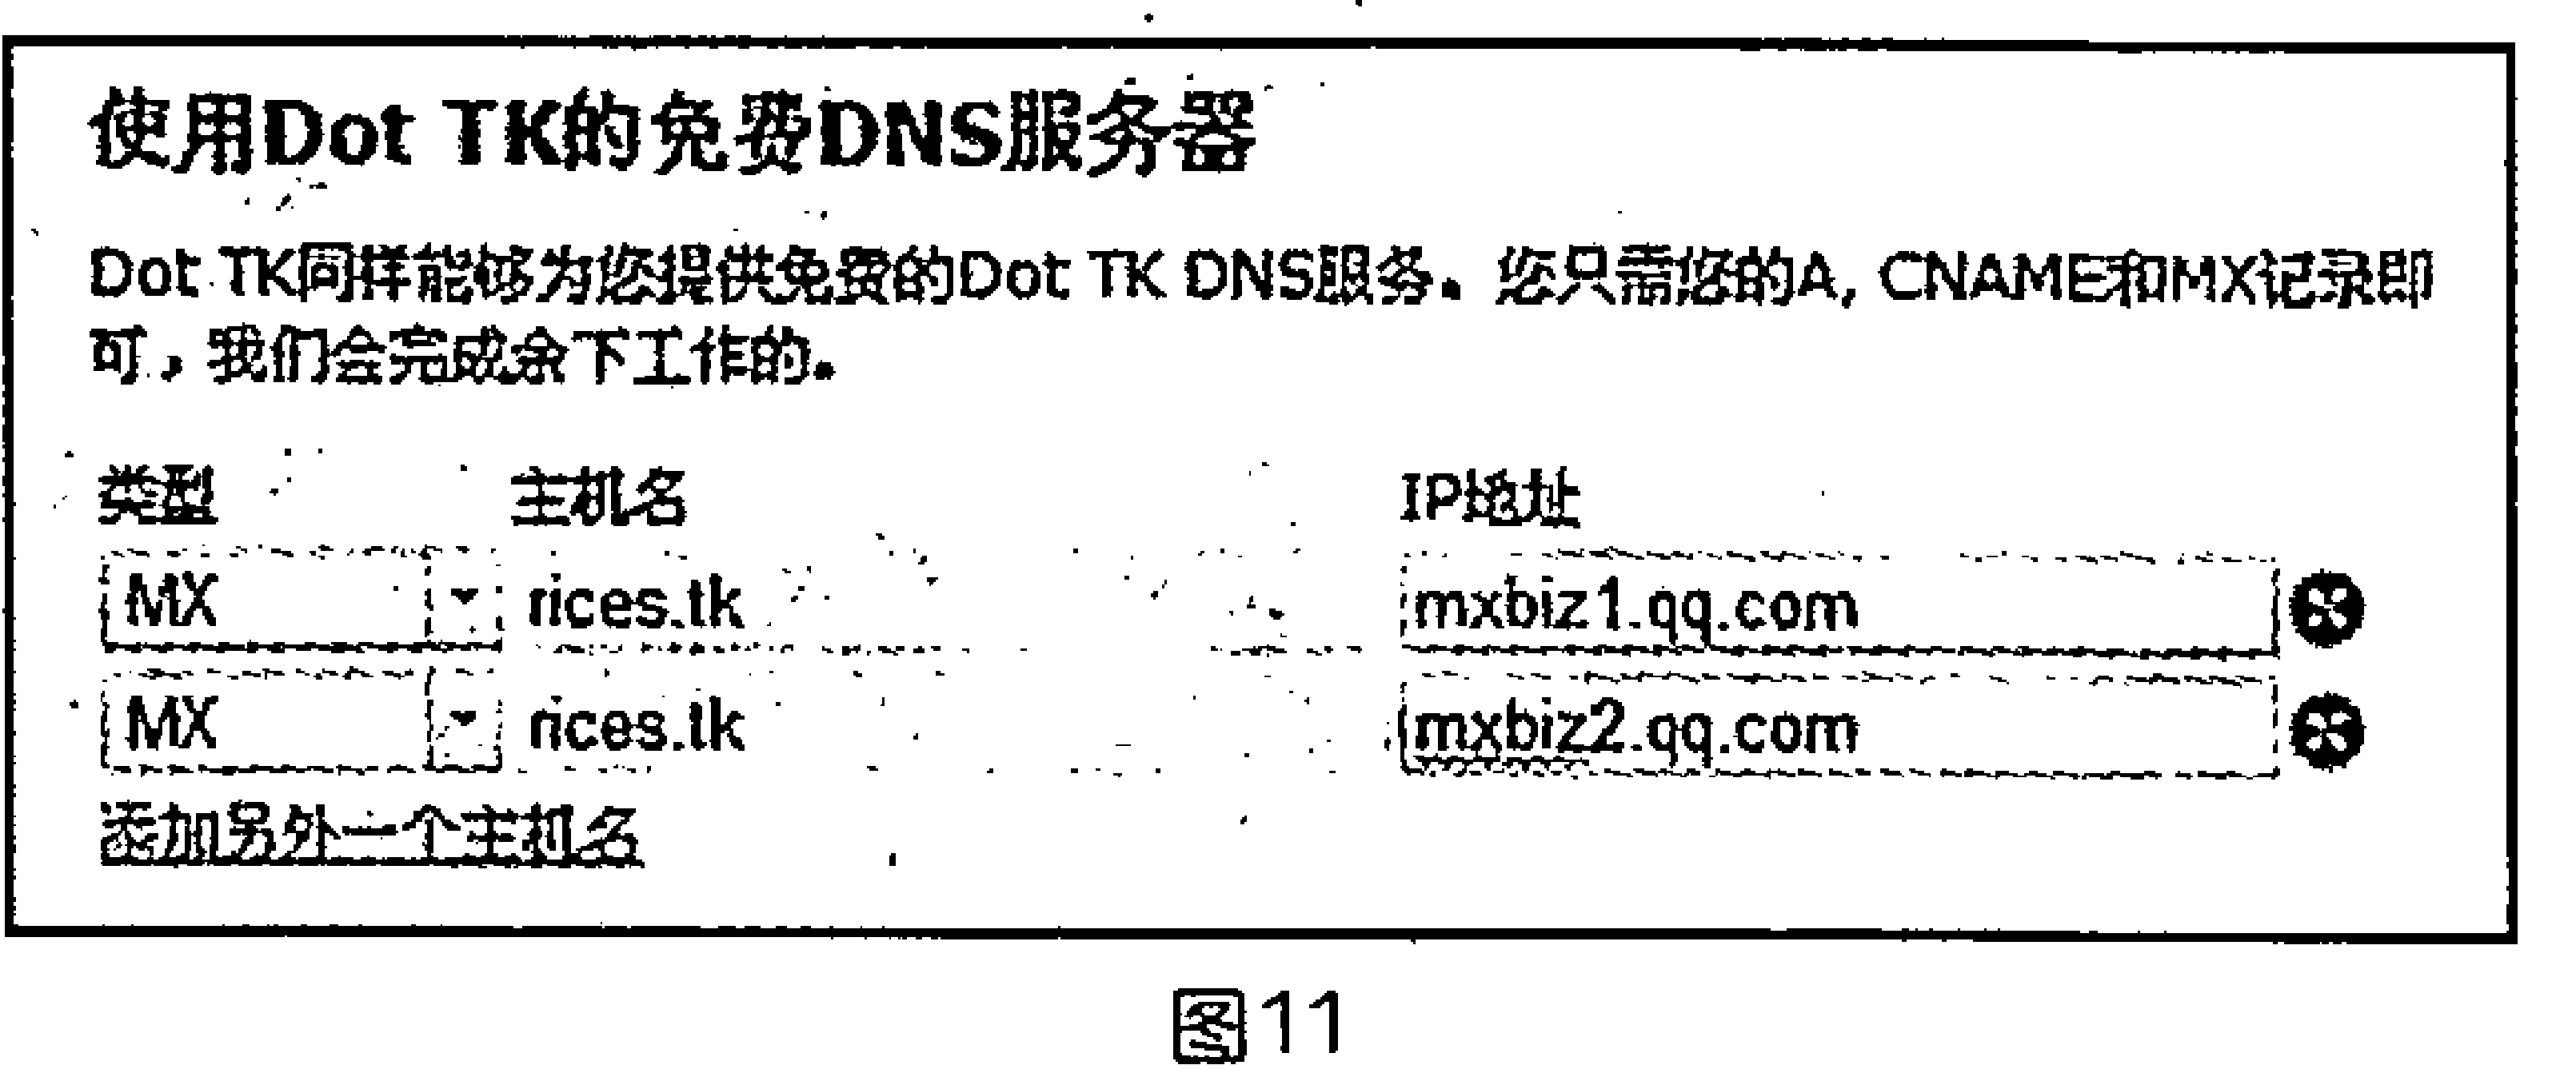 使用Dot TK的免费DNS服务器
Dot TK同样能够为您提供免费的Dot TK DNS服务。您只需您的A, CNAME和MX记录即
可，我们会完成余下工作的。
类型 主机名 IP地址
MX rices.tk mxbiz1.qq.com
MX rices.tk mxbiz2.qq.com
添加另外一个主机名
图11